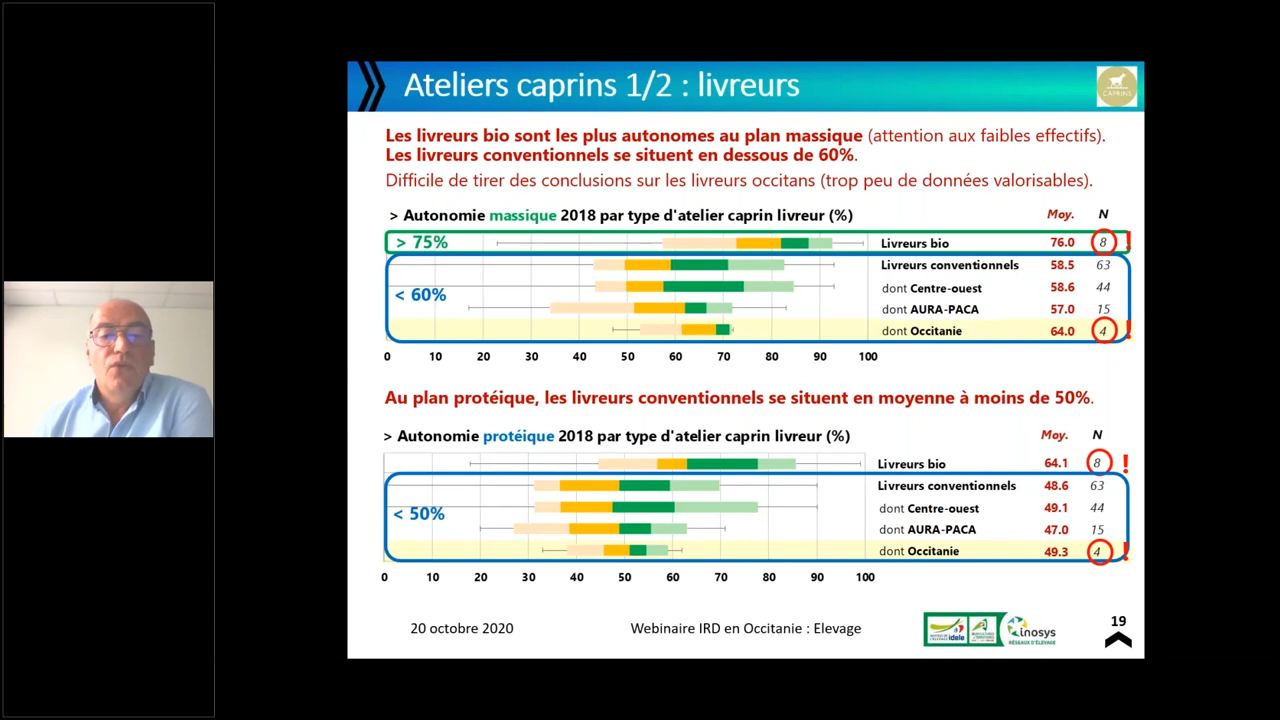 Ateliers caprins 1/2 : livreurs
CAPRINS
Les livreurs bio sont les plus autonomes au plan massique (attention aux faibles effectifs).
Les livreurs conventionnels se situent en dessous de 60%.
Difficile de tirer des conclusions sur les livreurs occitans (trop peu de données valorisables).
> Autonomie massique 2018 par type d'atelier caprin livreur (%) Moy. N
> 75% Livreurs bio 76.0 8 !
Livreurs conventionnels 58.5 63
< 60% dont Centre-ouest 58.6 44
dont AURA-PACA 57.0 15
dont Occitanie 64.0 4 !
0 10 20 30 40 50 60 70 80 90 100
Au plan protéique, les livreurs conventionnels se situent en moyenne à moins de 50%.
> Autonomie protéique 2018 par type d'atelier caprin livreur (%) Moy. N
Livreurs bio 64.1 8 !
Livreurs conventionnels 48.6 63
< 50% dont Centre-ouest 49.1 44
dont AURA-PACA 47.0 15
dont Occitanie 49.3 4 !
0 10 20 30 40 50 60 70 80 90 100
20 octobre 2020 Webinaire IRD en Occitanie : Elevage
idele
inosys
RÉSEAUX D'ÉLEVAGE
19